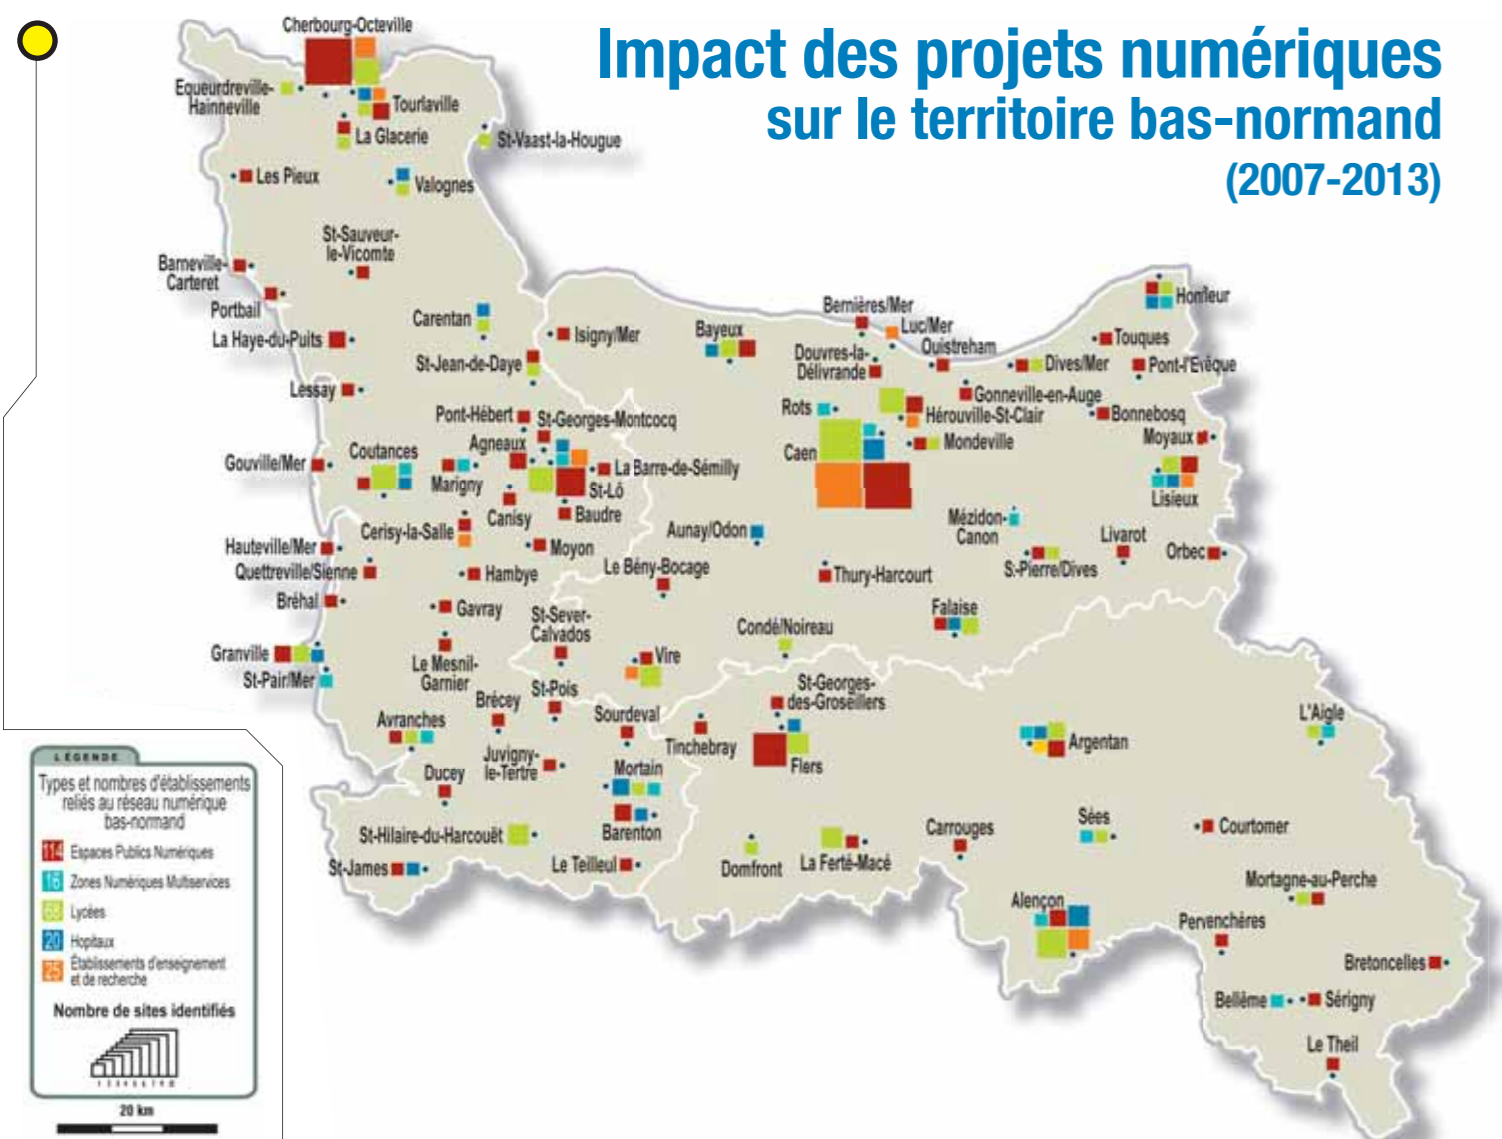 Impact des projets numériques
sur le territoire bas-normand
(2007-2013)
Cherbourg-Octeville
Equeurdreville-
Hainneville
Tourlaville
La Glacerie
St-Vaast-la-Hougue
Les Pieux
Valognes
St-Sauveur-
le-Vicomte
Barneville-
Carteret
Portbail
Carentan
La Haye-du-Puits
St-Jean-de-Daye
Isigny/Mer
Bayeux
Bernières/Mer
Luc/Mer
Ouistreham
Douvres-la-
Délivrande
Honfleur
Touques
Dives/Mer
Pont-l'Evêque
Lessay
Gonneville-en-Auge
Rots
Hérouville-St-Clair
Bonnebosq
Pont-Hébert
St-Georges-Montcocq
Agneaux
Caen
Mondeville
Moyaux
Gouville/Mer
Coutances
Marigny
La Barre-de-Sémilly
St-Lô
Lisieux
Canisy
Baudre
Cerisy-la-Salle
Aunay/Odon
Mézidon-
Canon
Livarot
Orbec
Hauteville/Mer
Moyon
Quettreville/Sienne
Hambye
Le Bény-Bocage
Thury-Harcourt
S.-Pierre/Dives
Bréhal
Gavray
St-Sever-
Calvados
Condé/Noireau
Falaise
Granville
St-Pair/Mer
Le Mesnil-
Garnier
Vire
St-Pois
Brécey
Sourdeval
St-Georges-
des-Groseillers
Avranches
Tinchebray
Flers
Argentan
L'Aigle
Juvigny-
le-Tertre
Ducey
Mortain
St-Hilaire-du-Harcouët
Barenton
Sées
Courtomer
Carrouges
St-James
Le Teilleul
Domfront
La Ferté-Macé
Mortagne-au-Perche
Alençon
Pervenchères
Bretoncelles
Bellême
Sérigny
Le Theil
LÉGENDE
Types et nombres d'établissements
reliés au réseau numérique
bas-normand
114 Espaces Publics Numériques
16 Zones Numériques Multiservices
68 Lycées
20 Hopitaux
25 Établissements d'enseignement
et de recherche
Nombre de sites identifiés
20 km